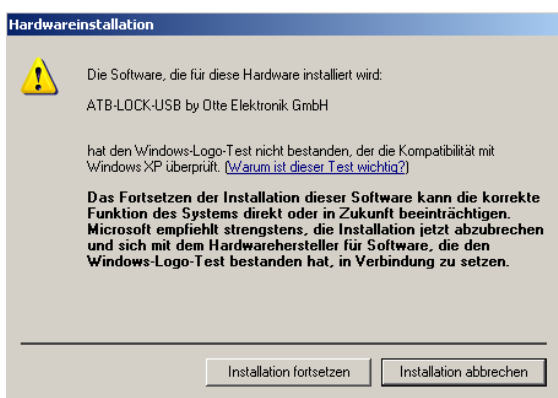 Hardwareinstallation
Die Software, die für diese Hardware installiert wird:
ATB-LOCK-USB by Otte Elektronik GmbH
hat den Windows-Logo-Test nicht bestanden, der die Kompatibilität mit
Windows XP überprüft. (Warum ist dieser Test wichtig?)
Das Fortsetzen der Installation dieser Software kann die korrekte
Funktion des Systems direkt oder in Zukunft beeinträchtigen.
Microsoft empfiehlt strengstens, die Installation jetzt abzubrechen
und sich mit dem Hardwarehersteller für Software, die den
Windows-Logo-Test bestanden hat, in Verbindung zu setzen.
Installation fortsetzen Installation abbrechen